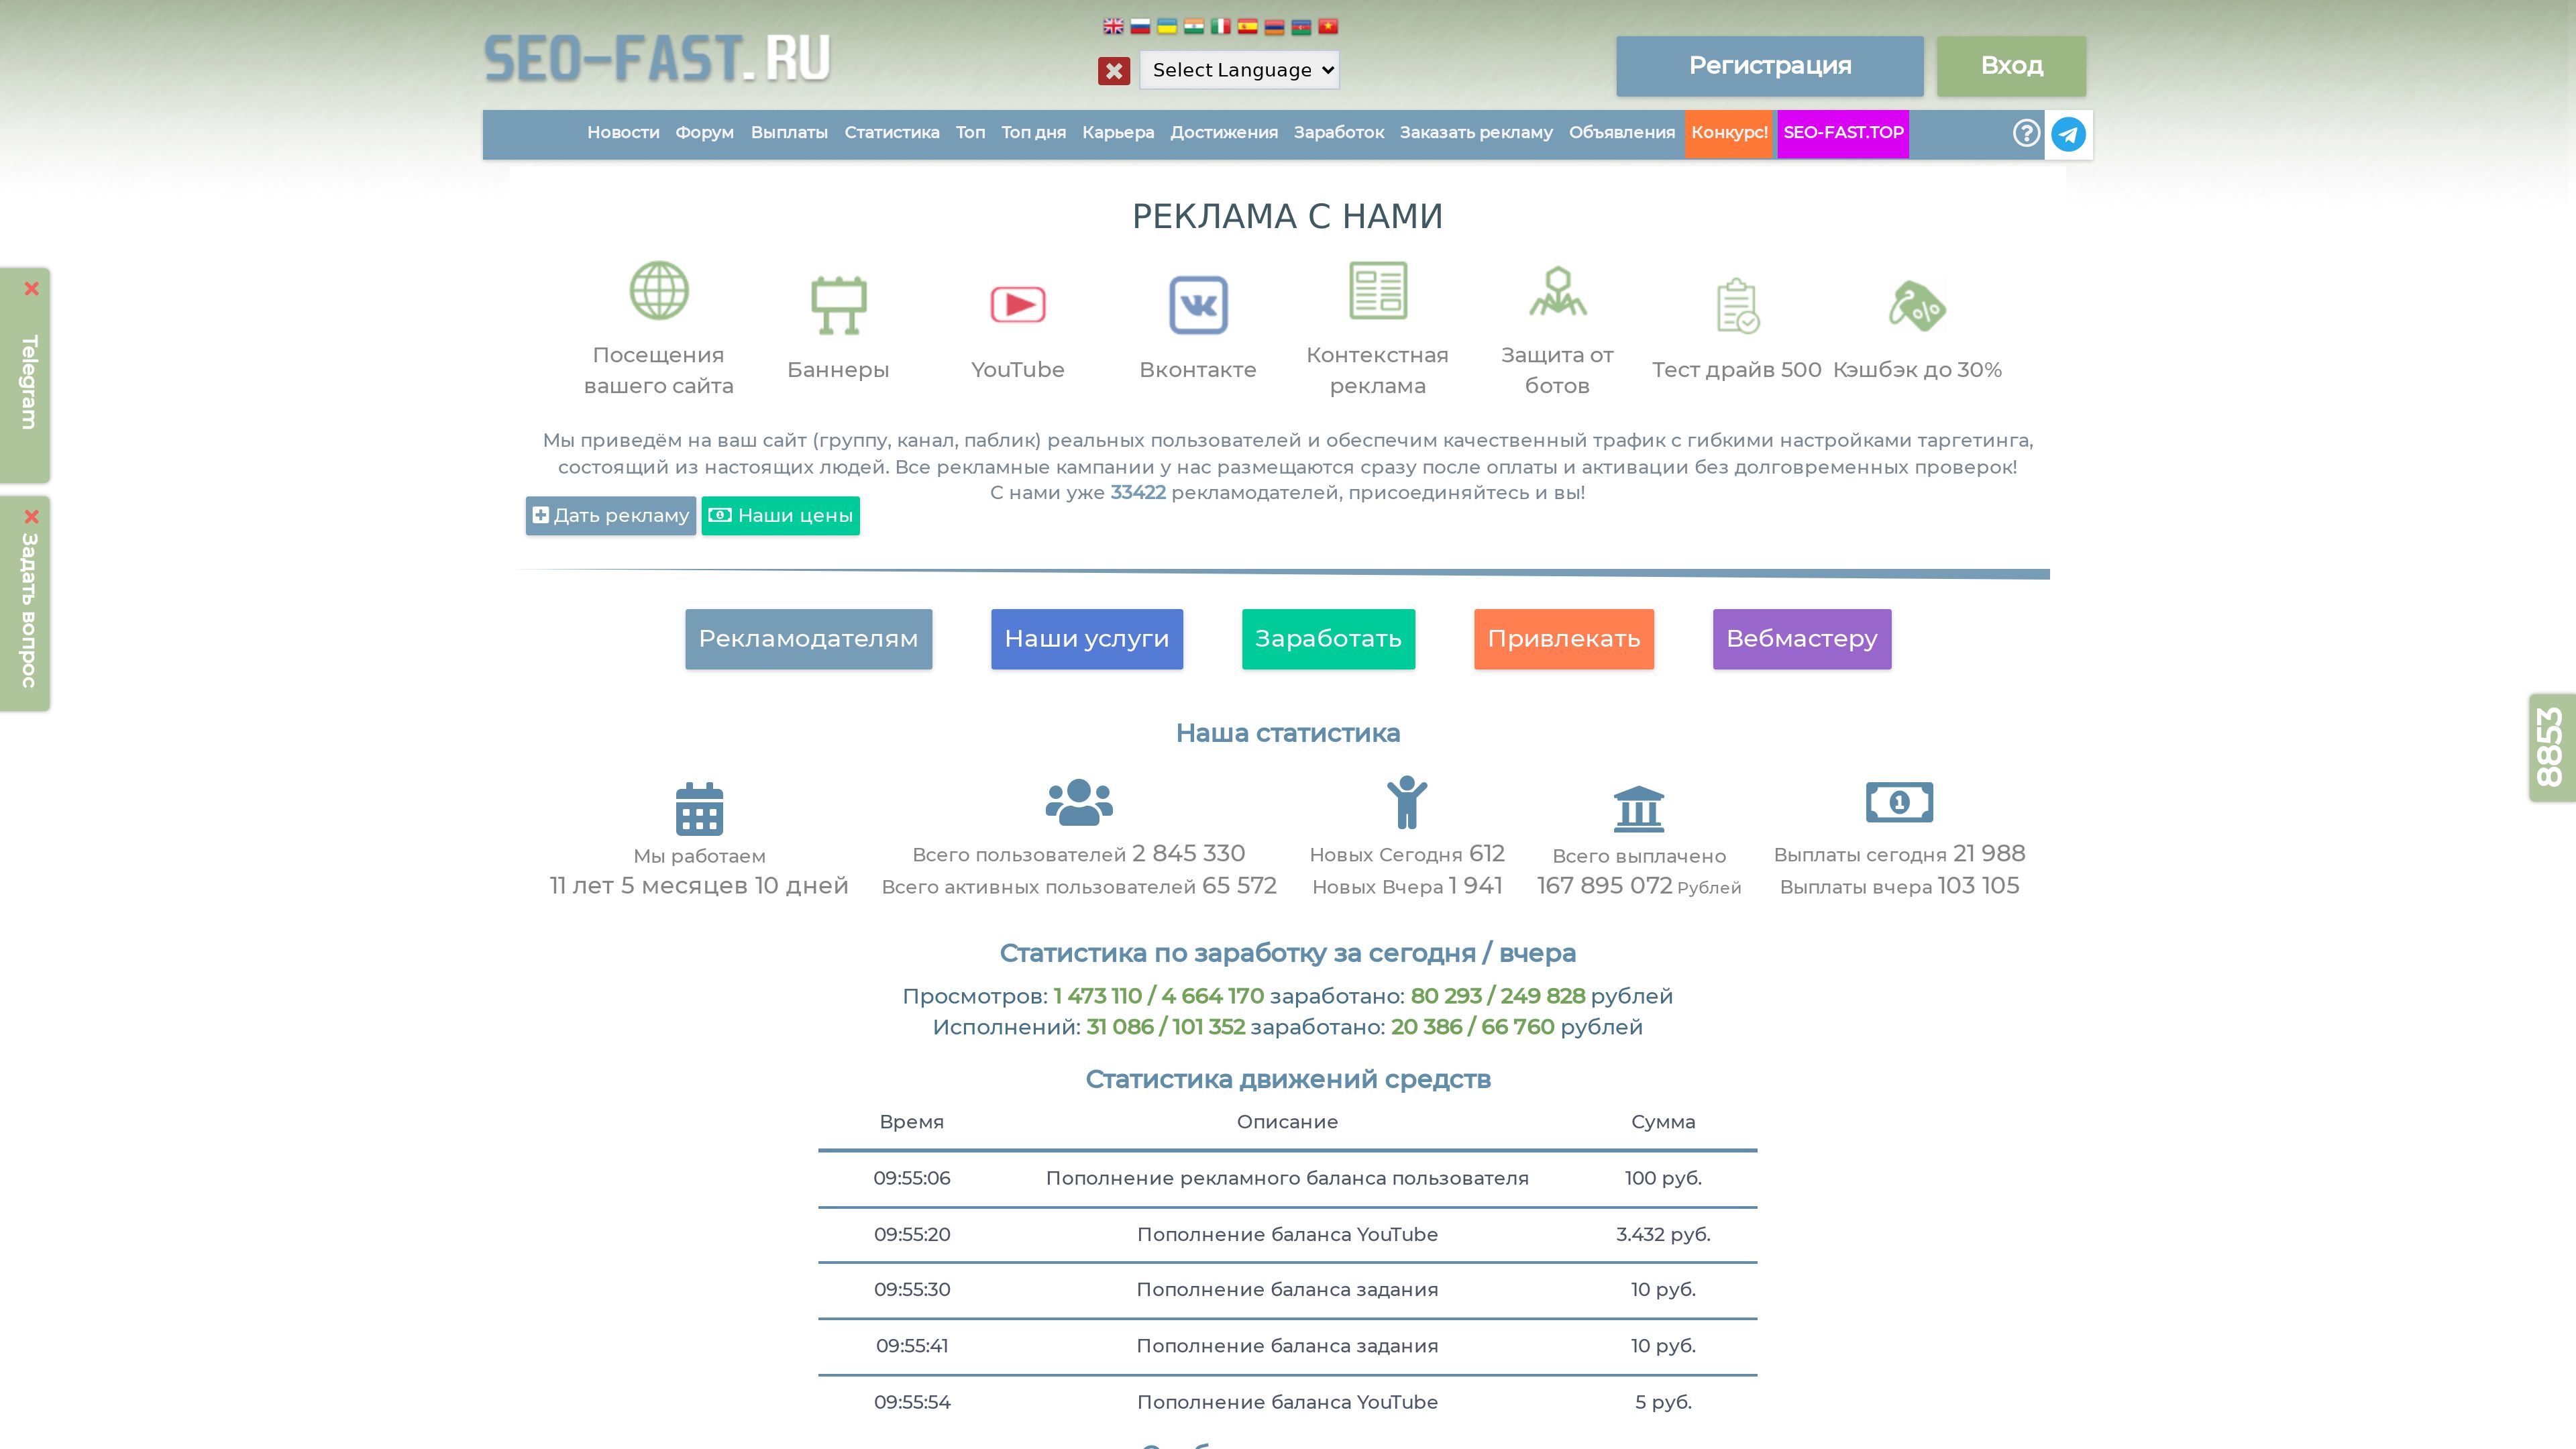 SEO-FAST.RU
Select Language
Регистрация
Вход
Новости Форум Выплаты Статистика Топ Топ дня Карьера Достижения Заработок Заказать рекламу Объявления Конкурс! SEO-FAST.TOP
РЕКЛАМА С НАМИ
Посещения вашего сайта
Баннеры
YouTube
Вконтакте
Контекстная реклама
Защита от ботов
Тест драйв 500
Кэшбэк до 30%
Мы приведём на ваш сайт (группу, канал, паблик) реальных пользователей и обеспечим качественный трафик с гибкими настройками таргетинга,
состоящий из настоящих людей. Все рекламные кампании у нас размещаются сразу после оплаты и активации без долговременных проверок!
С нами уже 33422 рекламодателей, присоединяйтесь и вы!
Дать рекламу
Наши цены
Telegram
Задать вопрос
Рекламодателям
Наши услуги
Заработать
Привлекать
Вебмастеру
8853
Наша статистика
Мы работаем
11 лет 5 месяцев 10 дней
Всего пользователей 2 845 330
Всего активных пользователей 65 572
Новых Сегодня 612
Новых Вчера 1 941
Всего выплачено
167 895 072 Рублей
Выплаты сегодня 21 988
Выплаты вчера 103 105
Статистика по заработку за сегодня / вчера
Просмотров: 1 473 110 / 4 664 170 заработано: 80 293 / 249 828 рублей
Исполнений: 31 086 / 101 352 заработано: 20 386 / 66 760 рублей
Статистика движений средств
Время Описание Сумма
09:55:06 Пополнение рекламного баланса пользователя 100 руб.
09:55:20 Пополнение баланса YouTube 3.432 руб.
09:55:30 Пополнение баланса задания 10 руб.
09:55:41 Пополнение баланса задания 10 руб.
09:55:54 Пополнение баланса YouTube 5 руб.